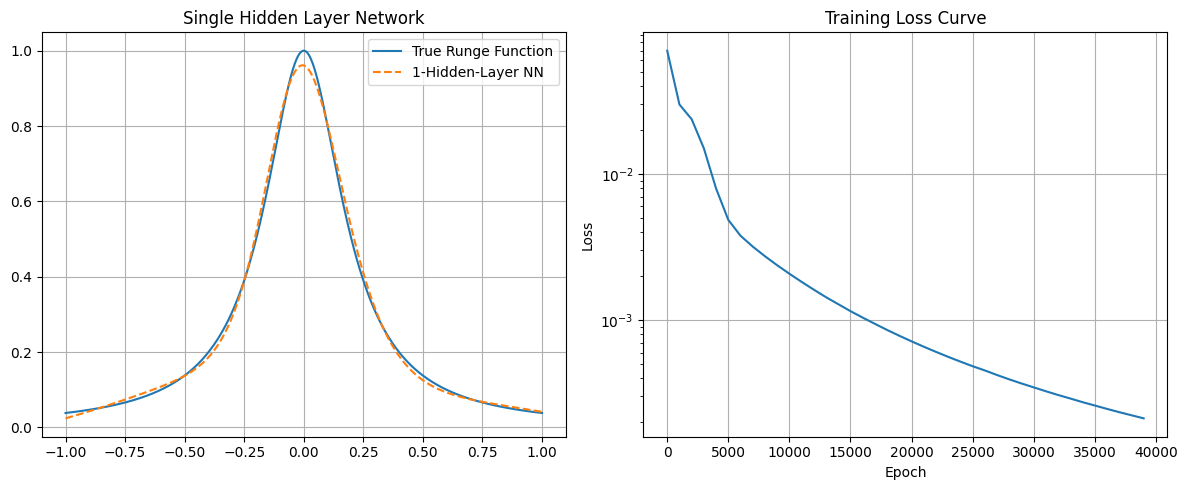 Single Hidden Layer Network
True Runge Function
1-Hidden-Layer NN
1.0
0.8
0.6
0.4
0.2
0.0
−1.00 −0.75 −0.50 −0.25 0.00 0.25 0.50 0.75 1.00
Training Loss Curve
Loss
10−2
10−3
0 5000 10000 15000 20000 25000 30000 35000 40000
Epoch